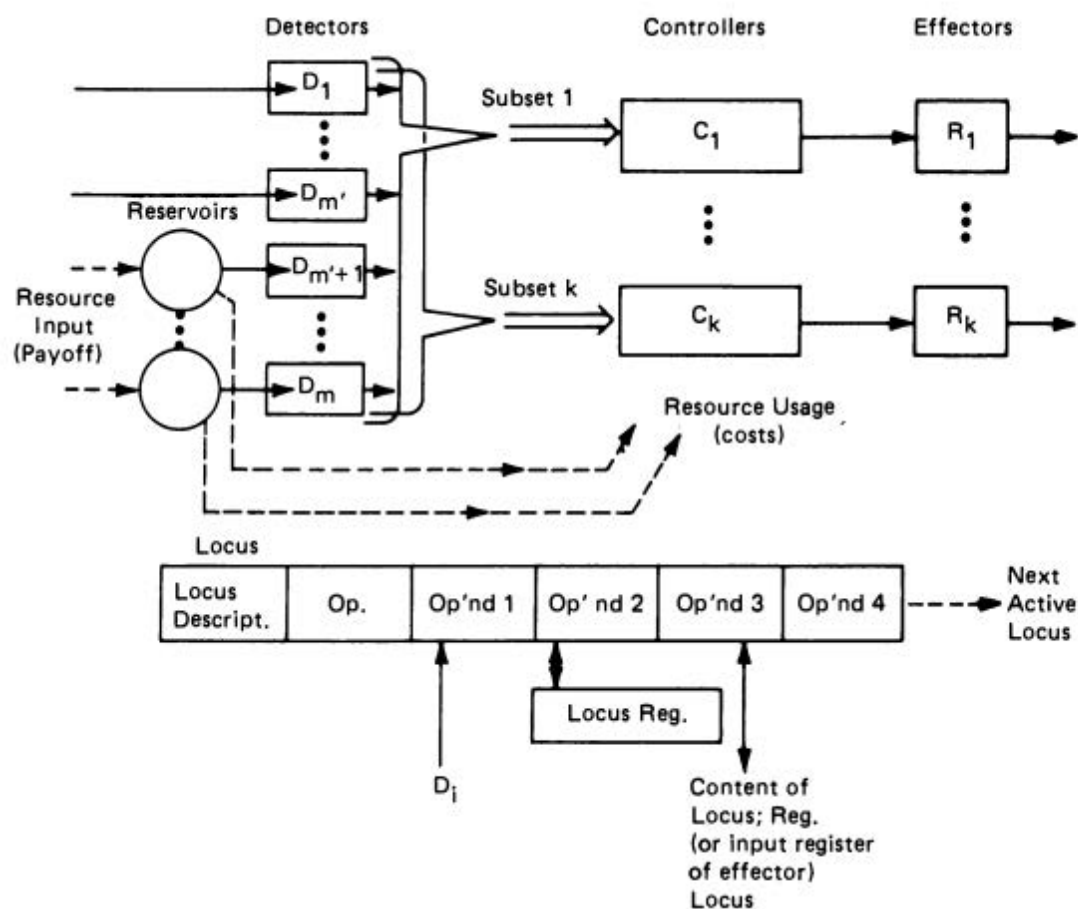 Detectors
Controllers
Effectors
D1
Subset 1
C1
R1
Dm'
Reservoirs
Dm'+1
Subset k
Ck
Rk
Resource
Input
(Payoff)
Dm
Resource Usage
(costs)
Locus
Locus
Descript.
Op.
Op'nd 1
Op' nd 2
Op'nd 3
Op'nd 4
Next
Active
Locus
Locus Reg.
Di
Content of
Locus; Reg.
(or input register
of effector)
Locus